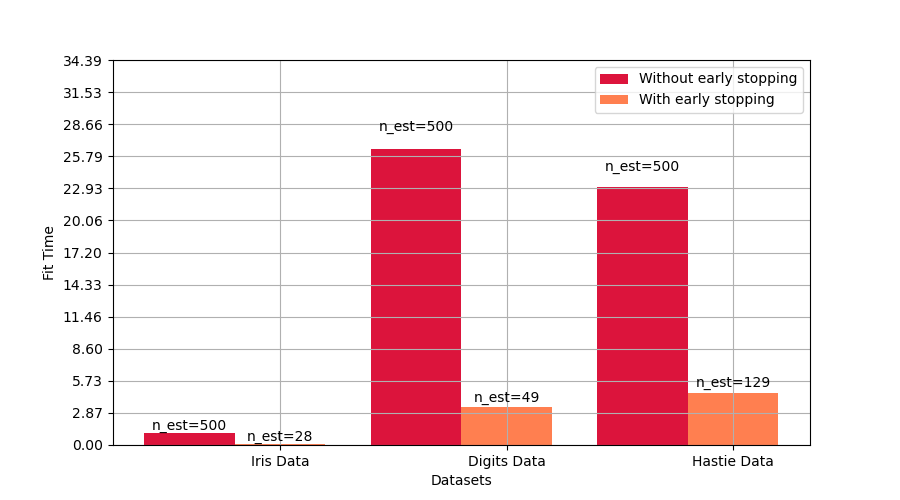 34.39
31.53
28.66
25.79
22.93
20.06
17.20
14.33
11.46
8.60
5.73
2.87
0.00
Fit Time
Without early stopping
With early stopping
n_est=500
n_est=28
n_est=500
n_est=49
n_est=500
n_est=129
Iris Data
Digits Data
Hastie Data
Datasets